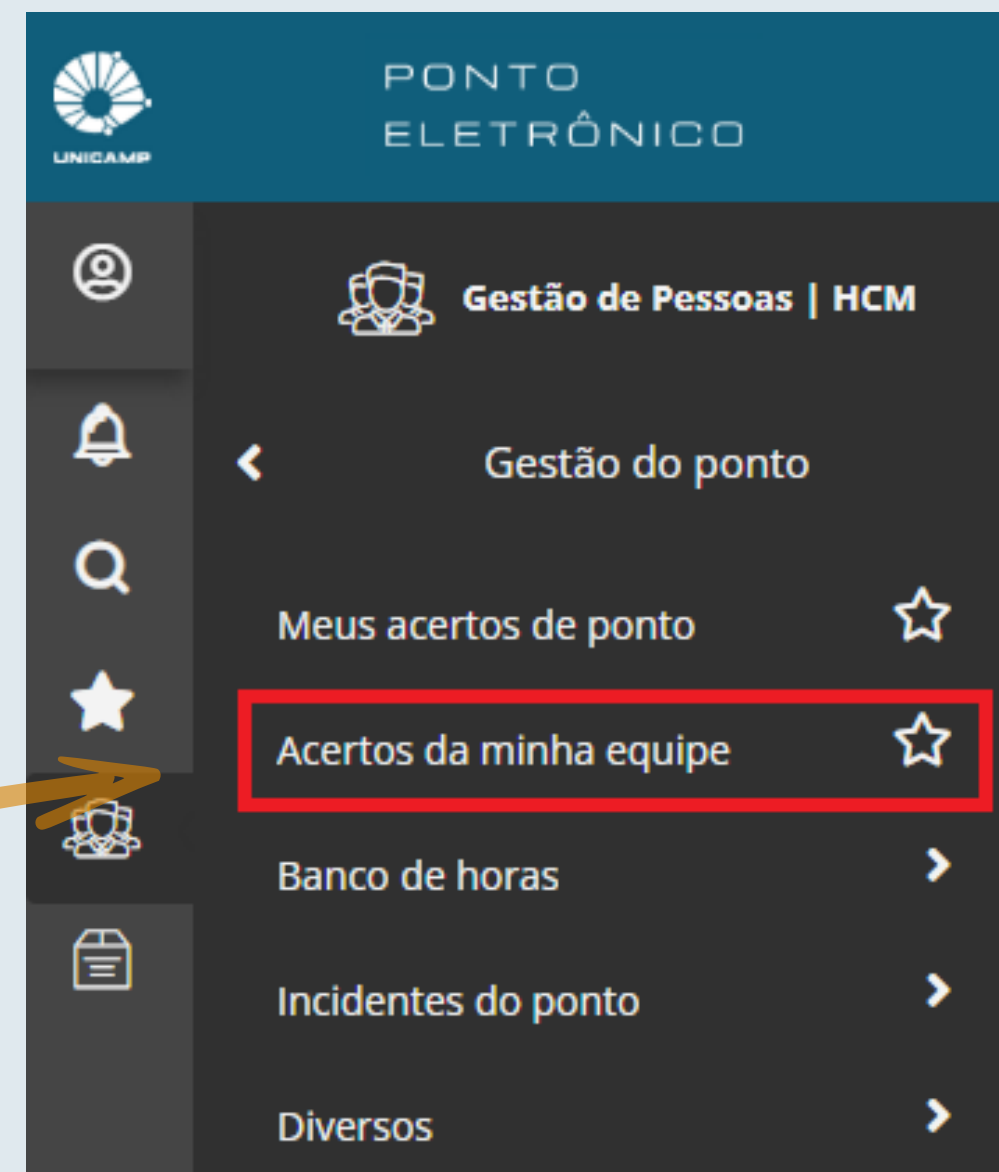 UNICAMP
PONTO
ELETRÔNICO
Gestão de Pessoas | HCM
Gestão do ponto
Meus acertos de ponto
Acertos da minha equipe
Banco de horas
Incidentes do ponto
Diversos